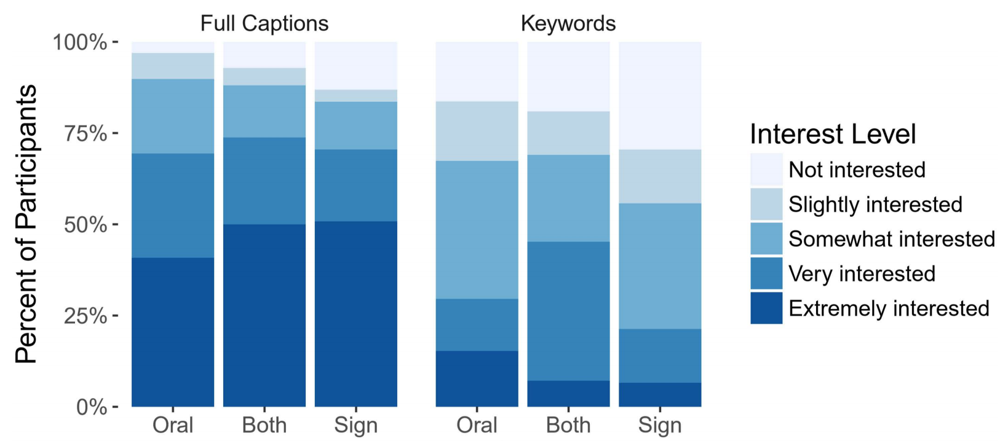 Full Captions
Keywords
Percent of Participants
100%
75%
50%
25%
0%
Oral
Both
Sign
Oral
Both
Sign
Interest Level
Not interested
Slightly interested
Somewhat interested
Very interested
Extremely interested